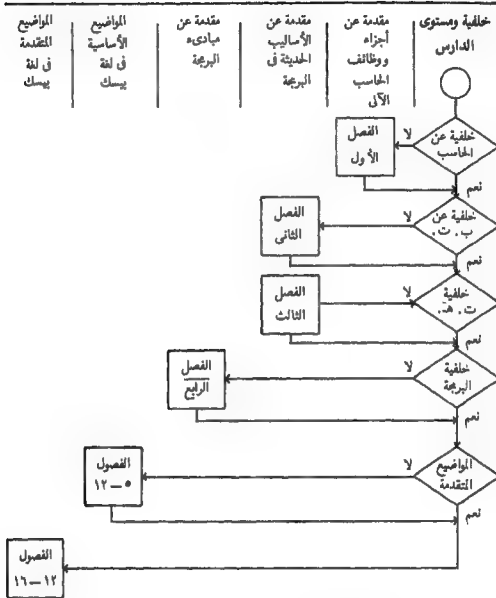 خلفية ومستوى
الدارس
مقدمة عن
أجزاء
ووظائف
الحاسب
الآلى
مقدمة عن
الأساليب
الحديثة فى
البرمجة
مقدمة عن
مبادىء
البرمجة
المواضيع
الأساسية
فى لغة
بيسك
المواضيع
المتقدمة
فى لغة
بيسك
خلفية عن
الحاسب
لا
الفصل
الأول
نعم
خلفية عن
ب. ت.
لا
الفصل
الثانى
نعم
خلفية
ت. هـ.
لا
الفصل
الثالث
نعم
خلفية
البرمجة
لا
الفصل
الرابع
نعم
المواضيع
المتقدمة
لا
الفصول
٥ – ١٢
نعم
الفصول
١٢ – ١٦